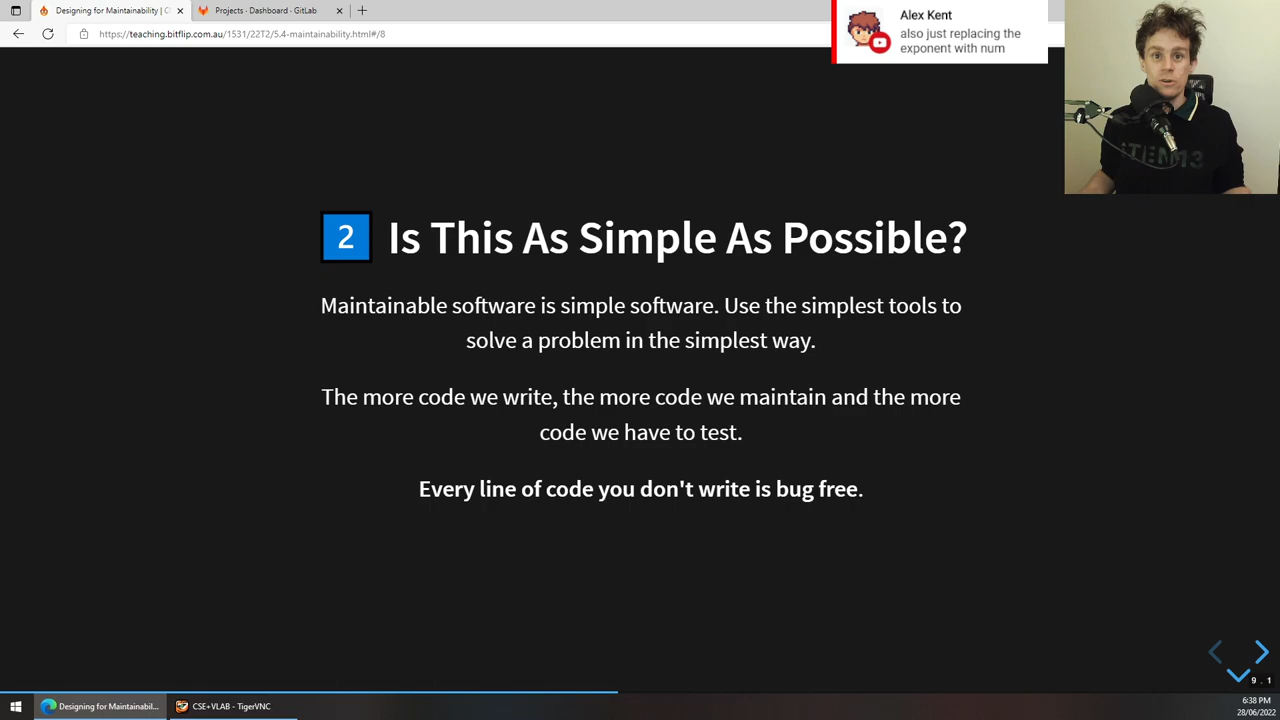 Designing for Maintainability | C
Projects · Dashboard · GitLab
https://teaching.bitflip.com.au/1531/22T2/5.4-maintainability.html#/8
Alex Kent
also just replacing the
exponent with num
ITEM13
2 Is This As Simple As Possible?
Maintainable software is simple software. Use the simplest tools to
solve a problem in the simplest way.
The more code we write, the more code we maintain and the more
code we have to test.
Every line of code you don't write is bug free.
9.1
Designing for Maintainabil...
CSE+VLAB - TigerVNC
6:38 PM
28/06/2022